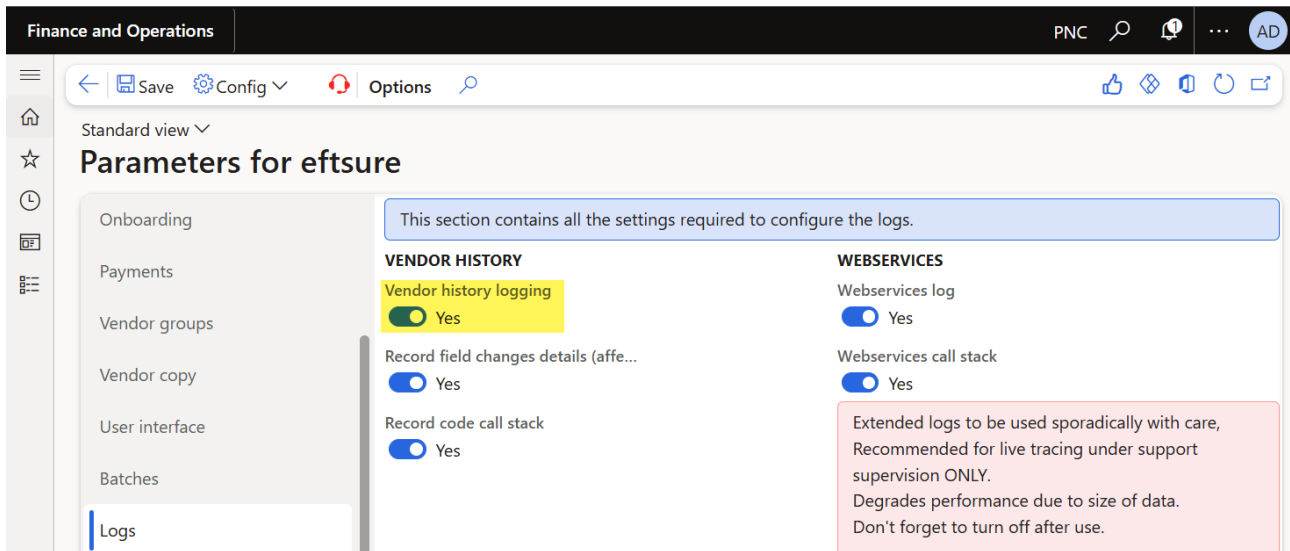 Finance and Operations
PNC
1
AD
Save
Config
Options
Standard view
Parameters for eftsure
Onboarding
Payments
Vendor groups
Vendor copy
User interface
Batches
Logs
This section contains all the settings required to configure the logs.
VENDOR HISTORY
Vendor history logging
Yes
Record field changes details (affe...
Yes
Record code call stack
Yes
WEBSERVICES
Webservices log
Yes
Webservices call stack
Yes
Extended logs to be used sporadically with care,
Recommended for live tracing under support
supervision ONLY.
Degrades performance due to size of data.
Don't forget to turn off after use.